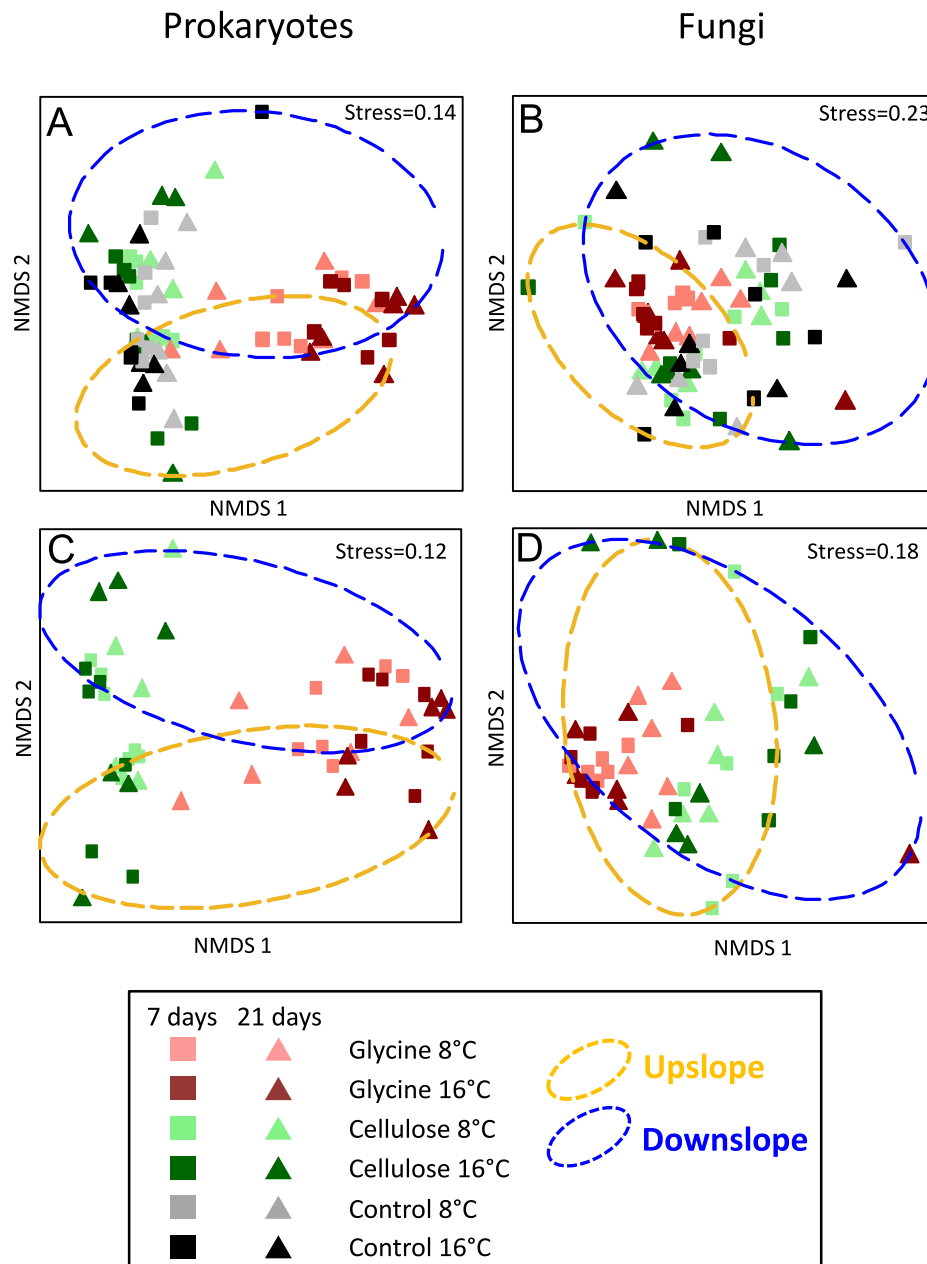 Prokaryotes Fungi
A Stress=0.14
B Stress=0.23
NMDS 2
NMDS 2
NMDS 1
NMDS 1
C Stress=0.12
D Stress=0.18
NMDS 2
NMDS 2
NMDS 1
NMDS 1
7 days 21 days
Glycine 8°C
Glycine 16°C
Cellulose 8°C
Cellulose 16°C
Control 8°C
Control 16°C
Upslope
Downslope